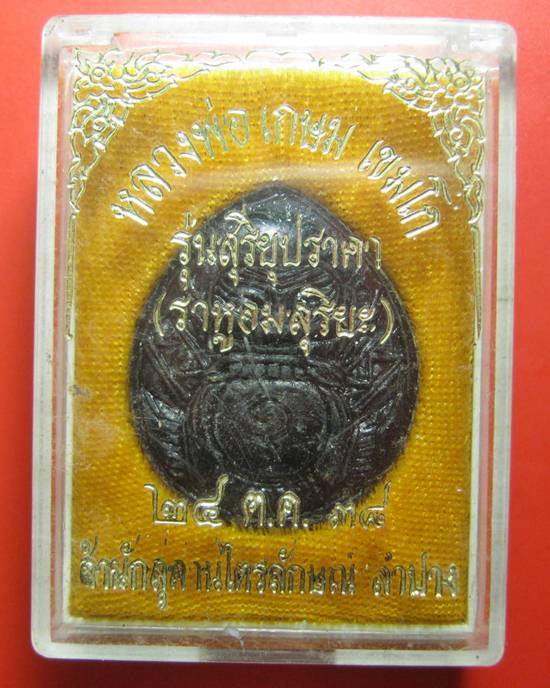 หลวงพ่อ เกษม เขมโก
รุ่นสุริยุปราคา
(ราหูอมสุริยะ)
๒๔ ต.ค. ๓๘
สำนักสุสานไตรลักษณ์ ลำปาง